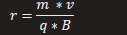 r = m * v / q * B